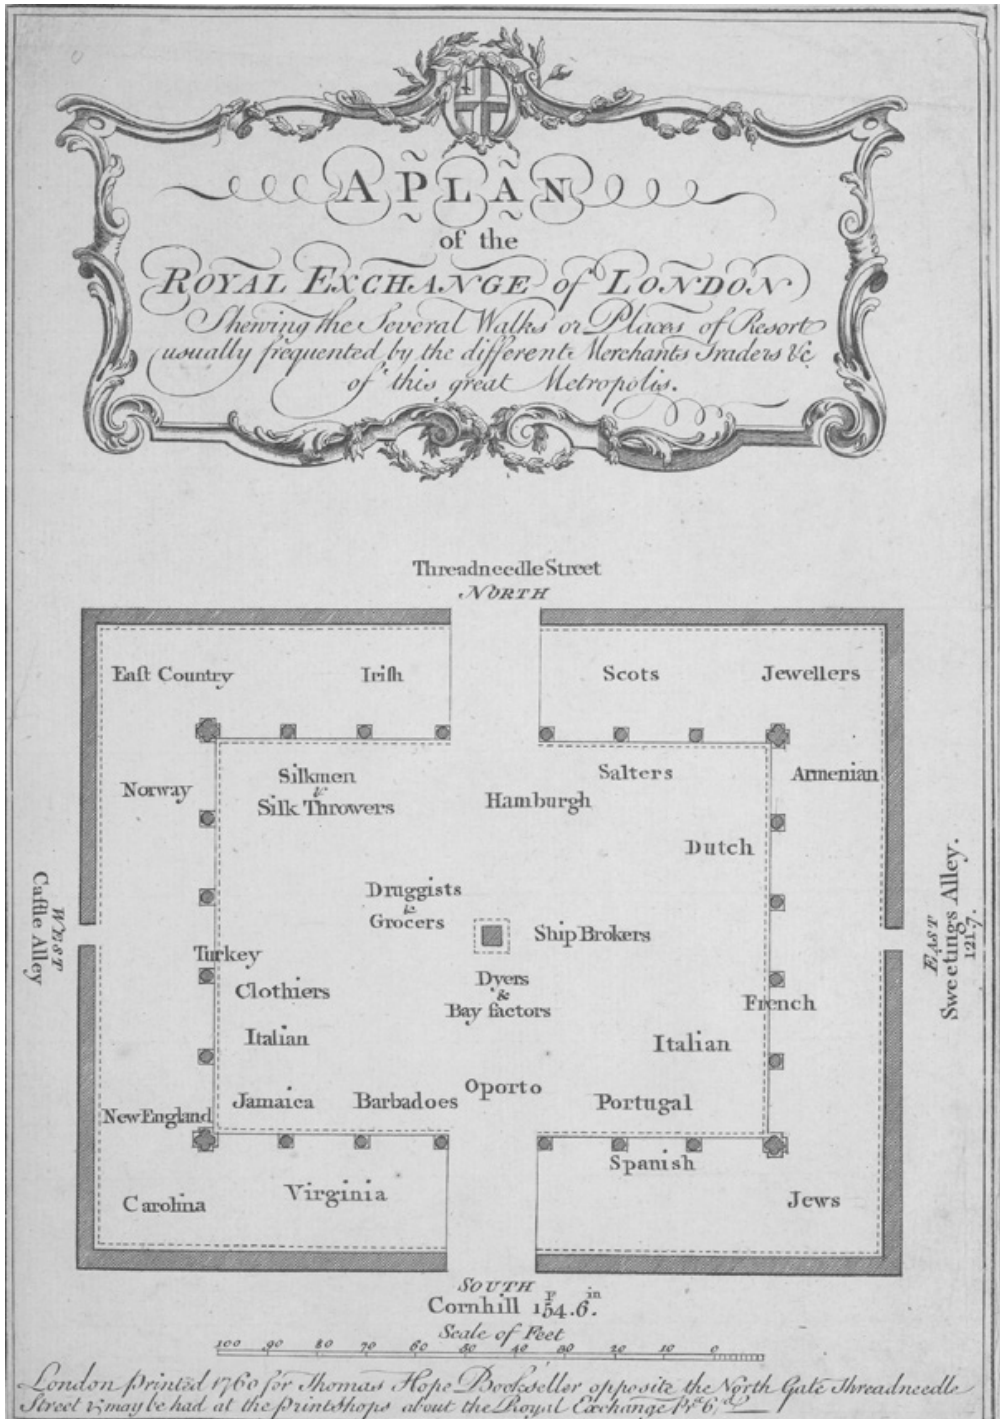 A PLAN
of the
ROYAL EXCHANGE of LONDON
Shewing the Several Walks or Places of Resort
usually frequented by the different Merchants Traders &c
of this great Metropolis.
Threadneedle Street
NORTH
East Country
Irish
Scots
Jewellers
Norway
Silkmen
&
Silk Throwers
Hamburgh
Salters
Armenian
Dutch
Druggists
&
Grocers
Ship Brokers
WEST
Castle Alley
EAST
Sweetings Alley.
121.7.
Turkey
Clothiers
Dyers
&
Bay factors
French
Italian
Italian
New England
Jamaica
Barbadoes
Oporto
Portugal
Spanish
Carolina
Virginia
Jews
SOUTH
Cornhill 154.F 6.in
Scale of Feet
100 90 80 70 60 50 40 30 20 10 0
London Printed 1760 for Thomas Hope Bookseller opposite the North Gate Threadneedle
Street & may be had at the Printshops about the Royal Exchange Pr. 6d